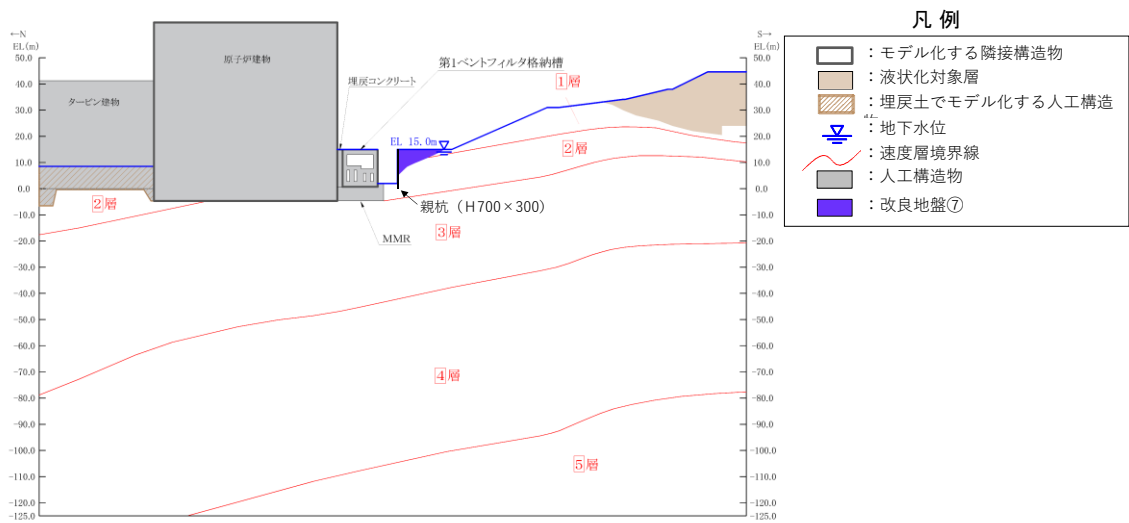 ←N
EL(m)
50.0
40.0
30.0
20.0
10.0
0.0
-10.0
-20.0
-30.0
-40.0
-50.0
-60.0
-70.0
-80.0
-90.0
-100.0
-110.0
-120.0
-125.0
原子炉建物
タービン建物
埋戻コンクリート
第1ベントフィルタ格納槽
EL 15.0m
親杭（H700×300）
MMR
1層
2層
2層
3層
4層
5層
S→
EL(m)
50.0
40.0
30.0
20.0
10.0
0.0
-10.0
-20.0
-30.0
-40.0
-50.0
-60.0
-70.0
-80.0
-90.0
-100.0
-110.0
-120.0
-125.0
凡 例
：モデル化する隣接構造物
：液状化対象層
：埋戻土でモデル化する人工構造
：地下水位
：速度層境界線
：人工構造物
：改良地盤⑦